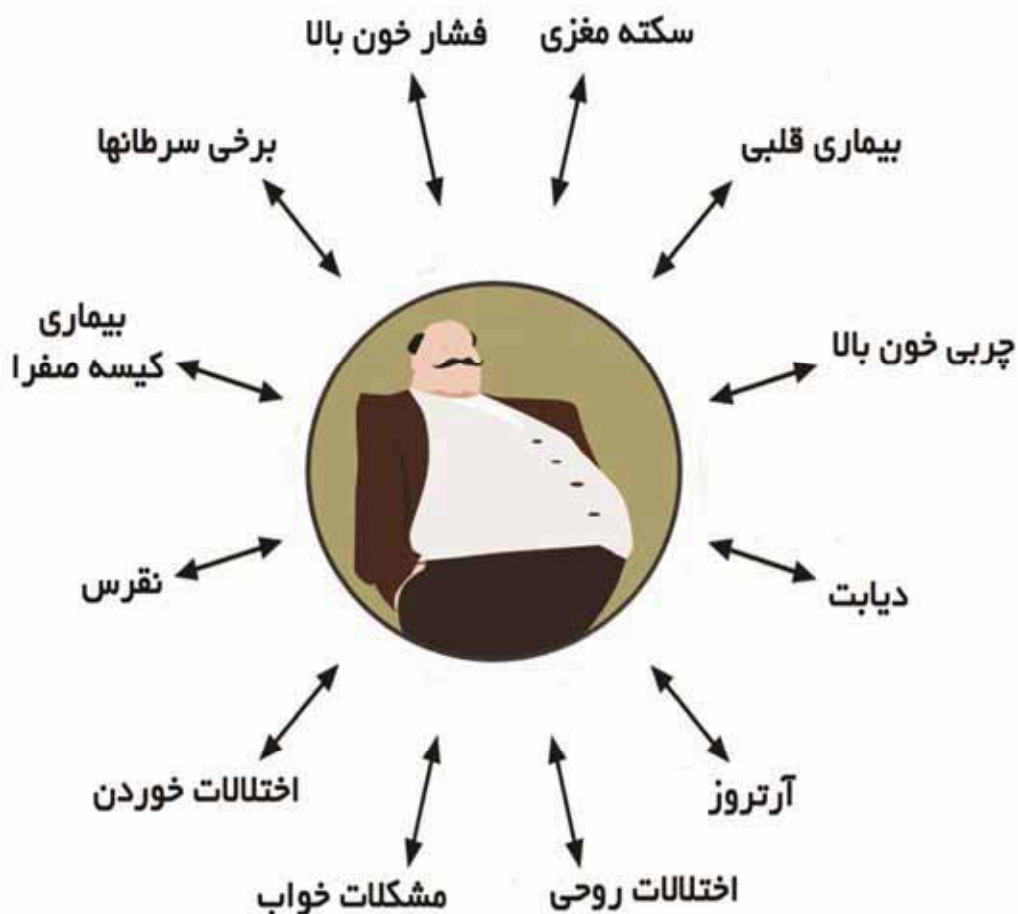 سکته مغزی
فشار خون بالا
بیماری قلبی
برخی سرطانها
چربی خون بالا
بیماری
کیسه صفرا
دیابت
نقرس
آرتروز
اختلالات خوردن
اختلالات روحی
مشکلات خواب